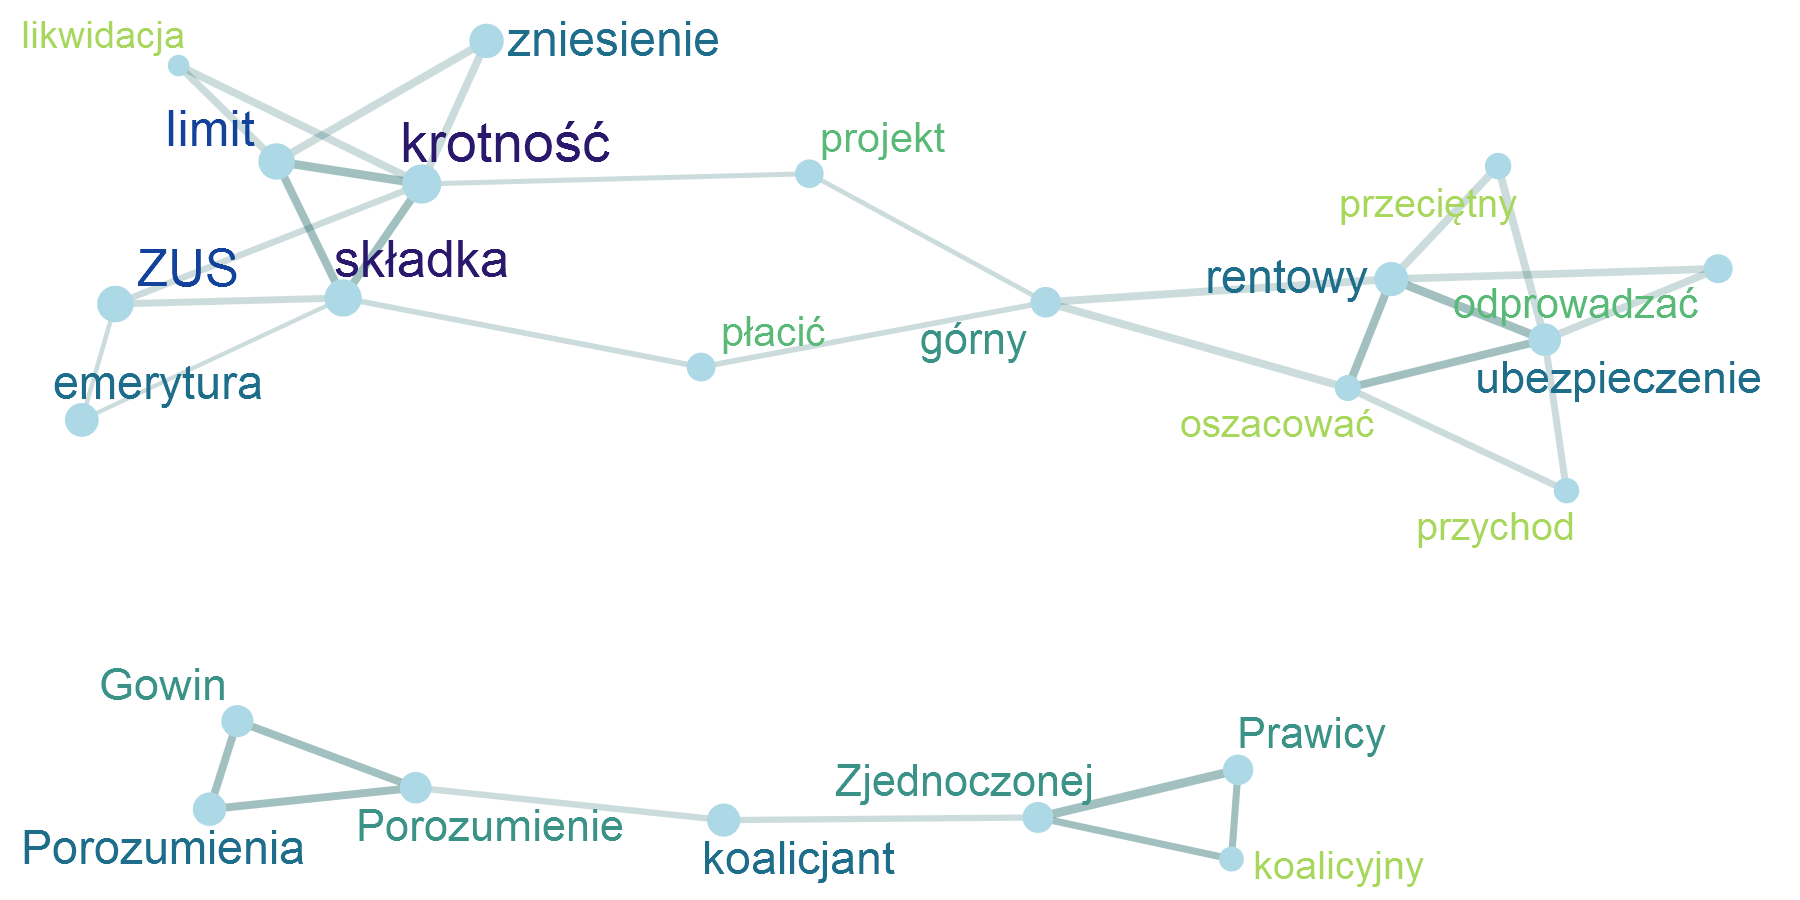 likwidacja
zniesienie
limit
krotność
projekt
przeciętny
ZUS
składka
rentowy
odprowadzać
płacić
górny
emerytura
ubezpieczenie
oszacować
przychod
Gowin
Prawicy
Zjednoczonej
Porozumienie
Porozumienia
koalicjant
koalicyjny